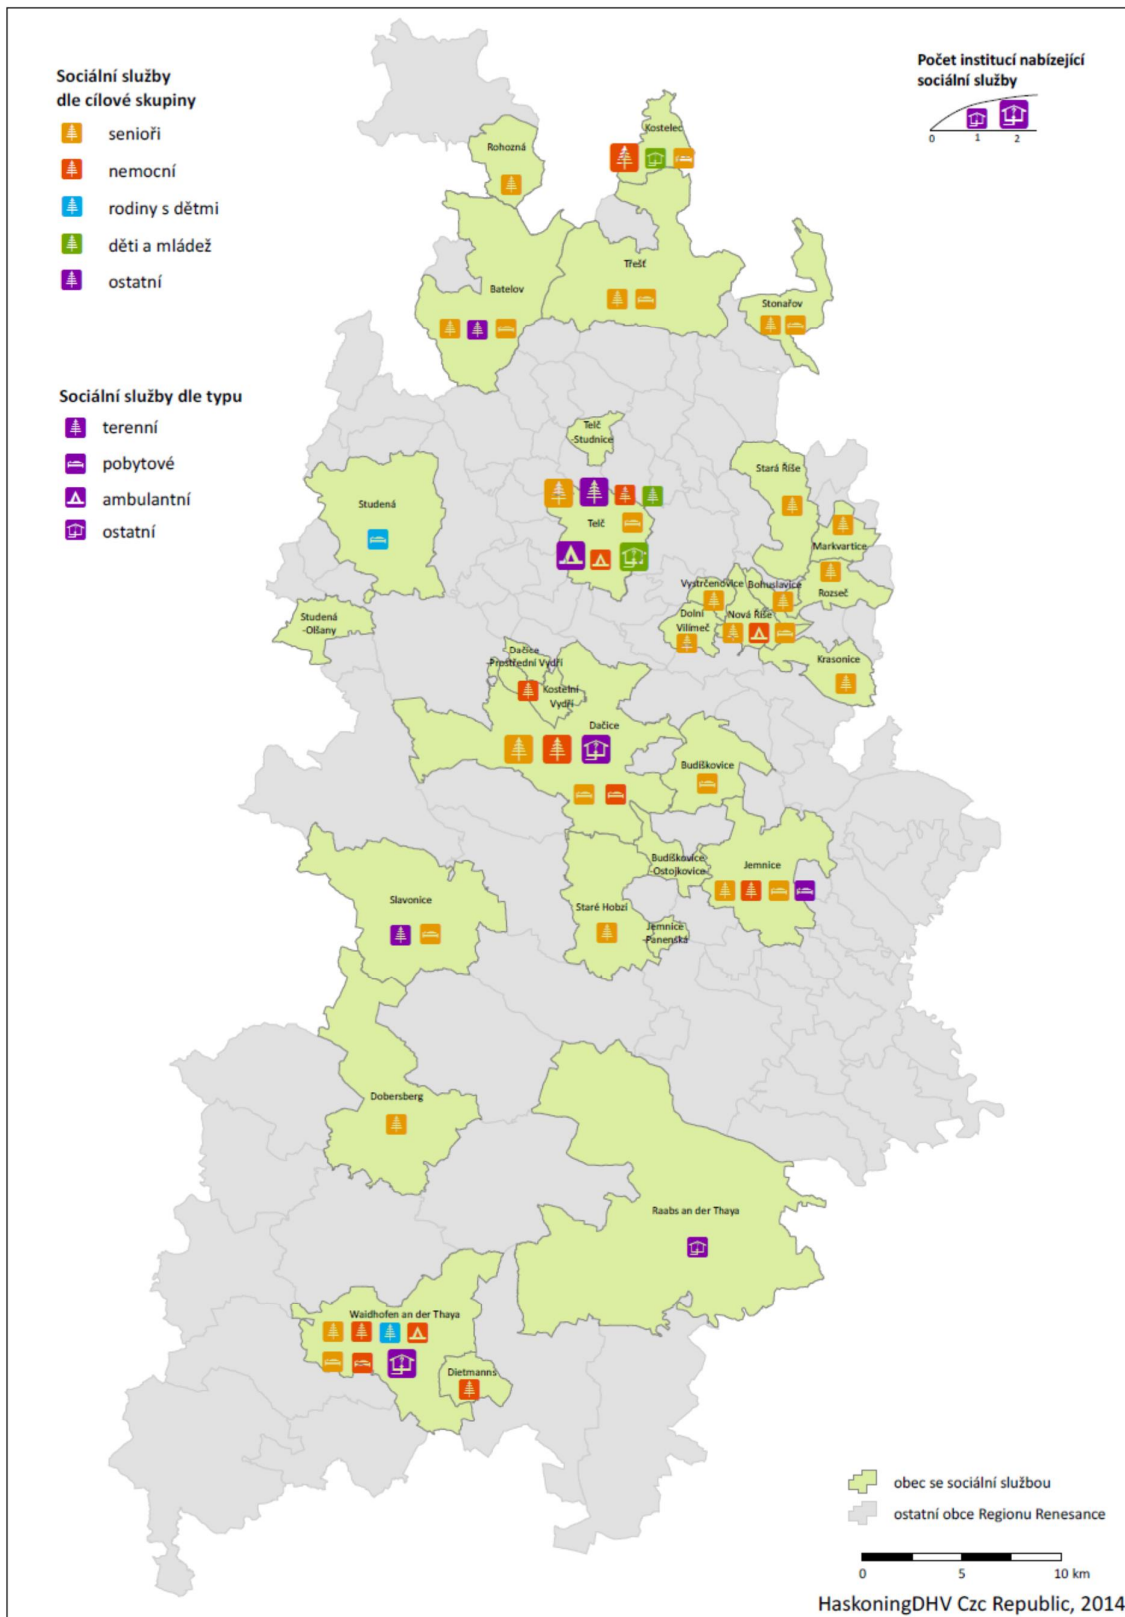 Sociální služby
dle cílové skupiny
senioři
nemocní
rodiny s dětmi
děti a mládež
ostatní
Sociální služby dle typu
terenní
pobytové
ambulantní
ostatní
Počet institucí nabízející
sociální služby
0 1 2
Kostelec
Rohozná
Třešť
Batelov
Stonařov
Telč
-Studnice
Stará Říše
Studená
Telč
Markvartice
Vystrčenovice
Bohuslavice
Rozseč
Dolní
Vilímeč
Nová Říše
Studená
-Olšany
Krasonice
Dačice
-Prostřední Vydří
Kostelní
Vydří
Dačice
Budíškovice
Budíškovice-
Ostojkovice
Jemnice
Slavonice
Staré Hobzí
Jemnice
-Panenská
Dobersberg
Raabs an der Thaya
Waidhofen an der Thaya
Dietmanns
obec se sociální službou
ostatní obce Regionu Renesance
0 5 10 km
HaskoningDHV Czc Republic, 2014